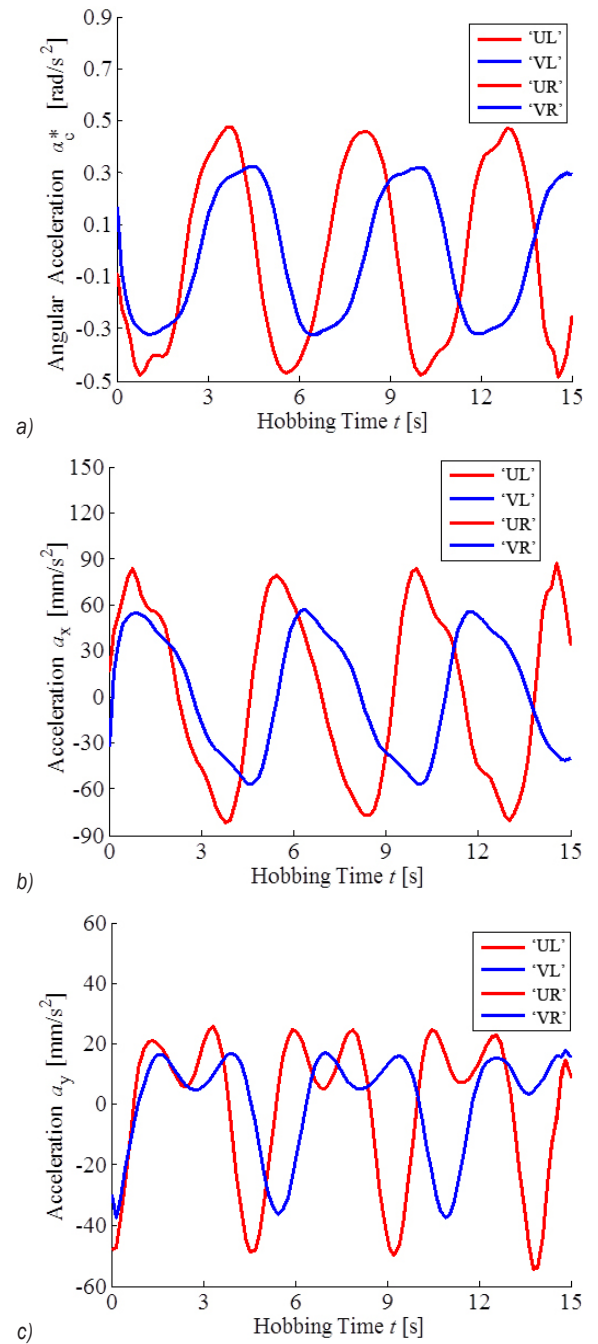 0.9
0.7
0.5
0.3
0.1
-0.1
-0.3
-0.5
Angular Acceleration a_c* [rad/s²]
'UL'
'VL'
'UR'
'VR'
0 3 6 9 12 15
Hobbing Time t [s]
a)
150
120
90
60
30
0
-30
-60
-90
Acceleration a_x [mm/s²]
'UL'
'VL'
'UR'
'VR'
0 3 6 9 12 15
Hobbing Time t [s]
b)
60
40
20
0
-20
-40
-60
Acceleration a_y [mm/s²]
'UL'
'VL'
'UR'
'VR'
0 3 6 9 12 15
Hobbing Time t [s]
c)